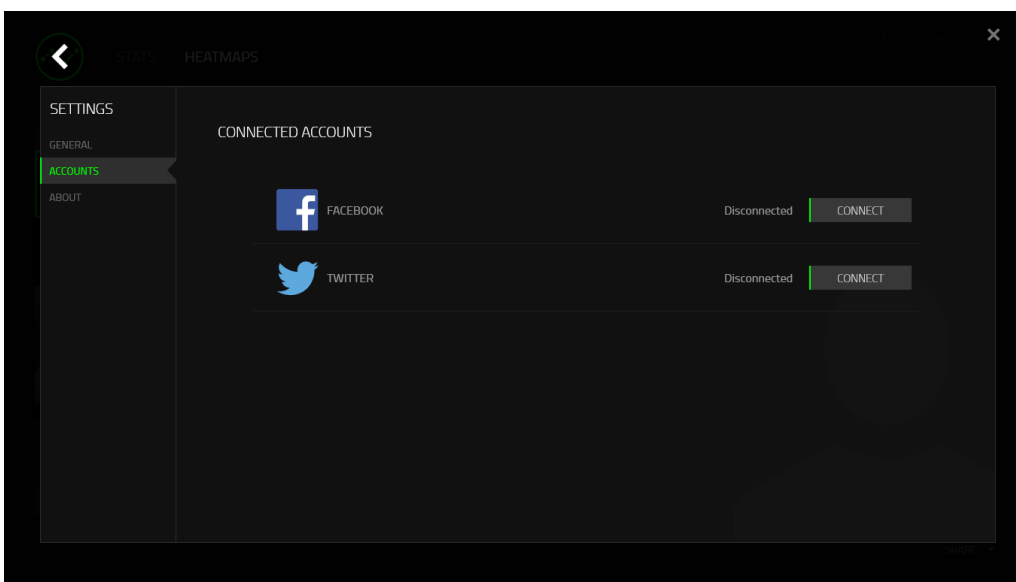 STATS HEATMAPS
SETTINGS
GENERAL
ACCOUNTS
ABOUT
CONNECTED ACCOUNTS
FACEBOOK Disconnected CONNECT
TWITTER Disconnected CONNECT
SHARE